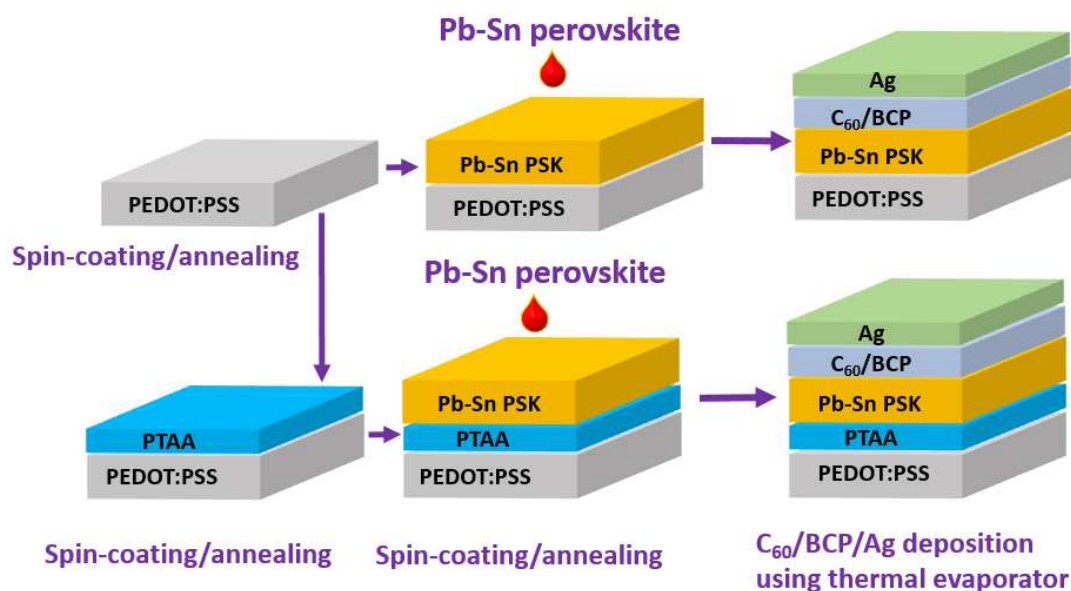 Pb-Sn perovskite
Ag
C₆₀/BCP
Pb-Sn PSK
PEDOT:PSS
Pb-Sn PSK
PEDOT:PSS
PEDOT:PSS
Spin-coating/annealing
Pb-Sn perovskite
PTAA
PEDOT:PSS
Pb-Sn PSK
PTAA
PEDOT:PSS
Ag
C₆₀/BCP
Pb-Sn PSK
PTAA
PEDOT:PSS
Spin-coating/annealing
Spin-coating/annealing
C₆₀/BCP/Ag deposition
using thermal evaporator